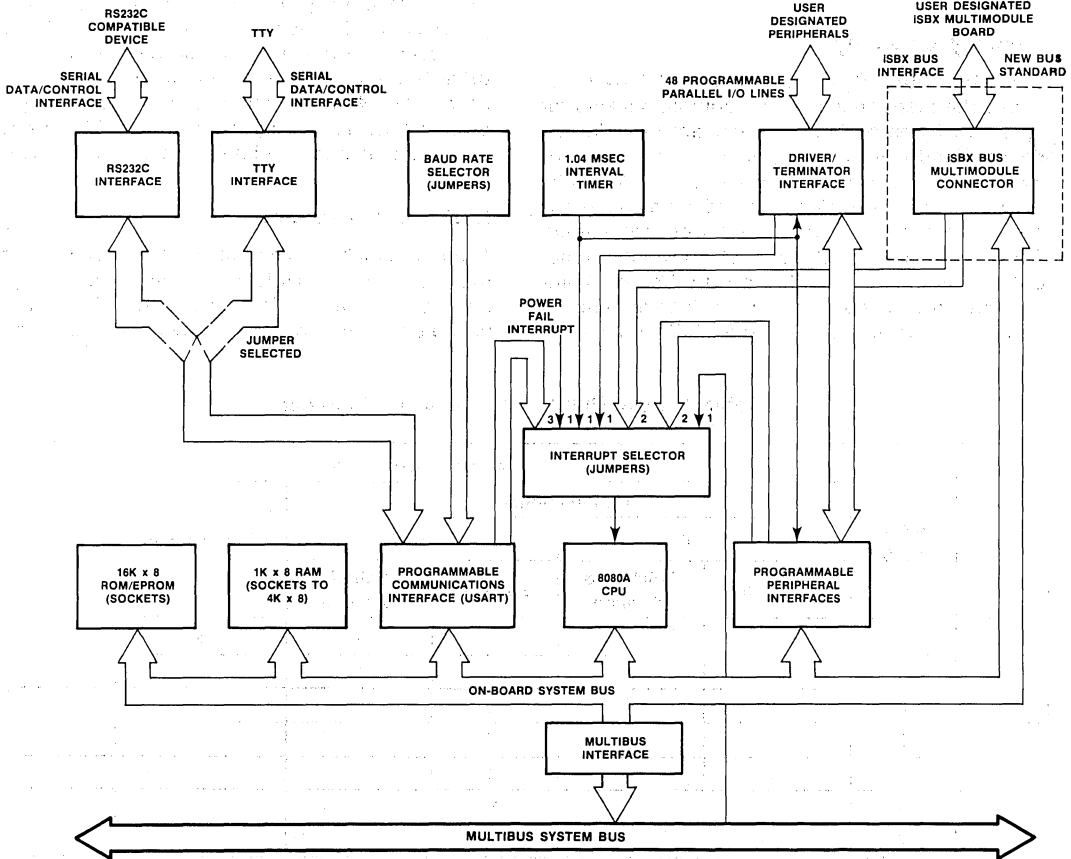 RS232C
COMPATIBLE
DEVICE
TTY
USER
DESIGNATED
PERIPHERALS
USER DESIGNATED
iSBX MULTIMODULE
BOARD
SERIAL
DATA/CONTROL
INTERFACE
SERIAL
DATA/CONTROL
INTERFACE
48 PROGRAMMABLE
PARALLEL I/O LINES
iSBX BUS
INTERFACE
NEW BUS
STANDARD
RS232C
INTERFACE
TTY
INTERFACE
BAUD RATE
SELECTOR
(JUMPERS)
1.04 MSEC
INTERVAL
TIMER
DRIVER/
TERMINATOR
INTERFACE
iSBX BUS
MULTIMODULE
CONNECTOR
JUMPER
SELECTED
POWER
FAIL
INTERRUPT
3 1 1 1 2 2 1
INTERRUPT SELECTOR
(JUMPERS)
16K x 8
ROM/EPROM
(SOCKETS)
1K x 8 RAM
(SOCKETS TO
4K x 8)
PROGRAMMABLE
COMMUNICATIONS
INTERFACE (USART)
8080A
CPU
PROGRAMMABLE
PERIPHERAL
INTERFACES
ON-BOARD SYSTEM BUS
MULTIBUS
INTERFACE
MULTIBUS SYSTEM BUS